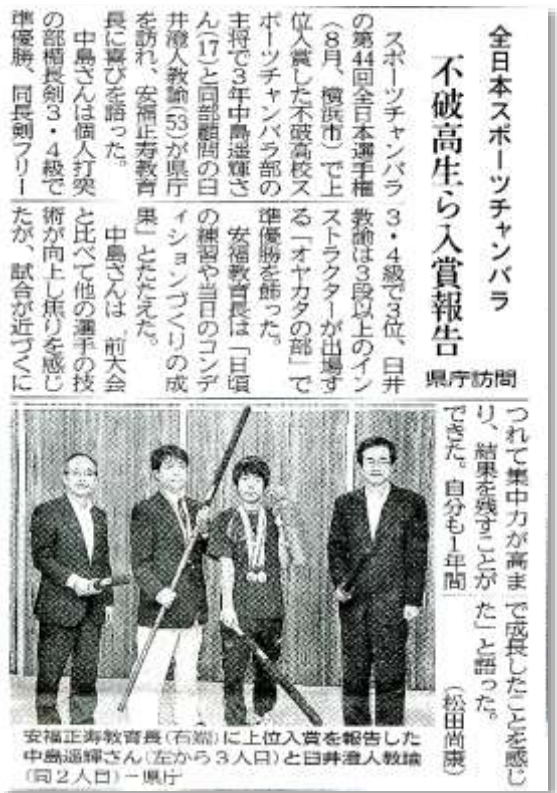 全日本スポーツチャンバラ
不破高生ら入賞報告
県庁訪問
スポーツチャンバラ
の第44回全日本選手権
(8月、横浜市)で上
位入賞した不破高校ス
ポーツチャンバラ部の
主将で3年中島遥輝さ
ん(17)と同部顧問の臼
井澄人教諭(53)が県庁
を訪れ、安福正寿教育
長に喜びを語った。
中島さんは個人打突
の部楯長剣3・4級で
準優勝、同長剣フリー
3・4級で3位、臼井
教諭は3段以上のイン
ストラクターが出場す
る「オヤカタの部」で
準優勝を飾った。
安福教育長は「日頃
の練習や当日のコンデ
ィションづくりの成
果」とたたえた。
中島さんは「前大会
と比べて他の選手の技
術が向上し焦りを感じ
たが、試合が近づくに
つれて集中力が高ま
り、結果を残すことが
できた。自分も1年間
で成長したことを感じ
た」と語った。
(松田尚康)
安福正寿教育長(右端)に上位入賞を報告した
中島遥輝さん(左から3人目)と臼井澄人教諭
(同2人目)=県庁